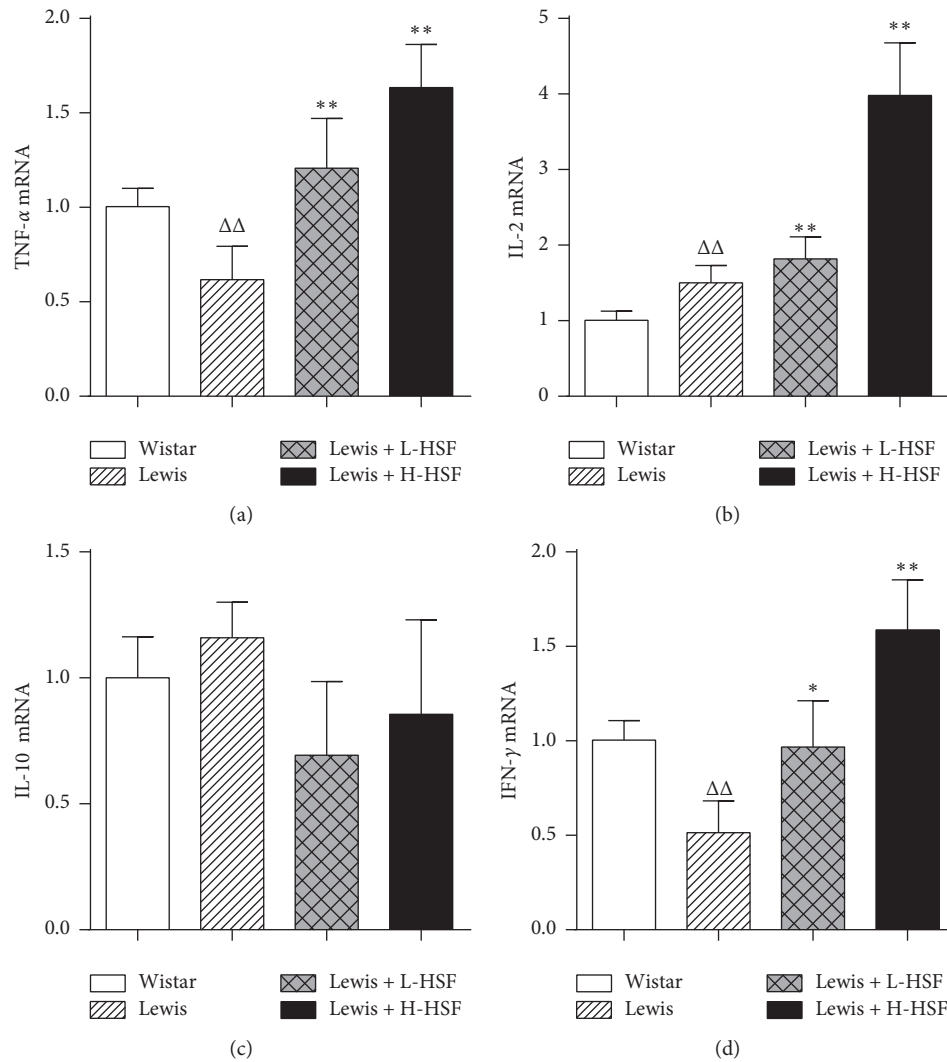 2.0
1.5
1.0
0.5
0.0
TNF-α mRNA
ΔΔ
**
**
Wistar
Lewis
Lewis + L-HSF
Lewis + H-HSF
(a)
5
4
3
2
1
0
IL-2 mRNA
ΔΔ
**
**
Wistar
Lewis
Lewis + L-HSF
Lewis + H-HSF
(b)
1.5
1.0
0.5
0.0
IL-10 mRNA
Wistar
Lewis
Lewis + L-HSF
Lewis + H-HSF
(c)
2.0
1.5
1.0
0.5
0.0
IFN-γ mRNA
ΔΔ
*
**
Wistar
Lewis
Lewis + L-HSF
Lewis + H-HSF
(d)